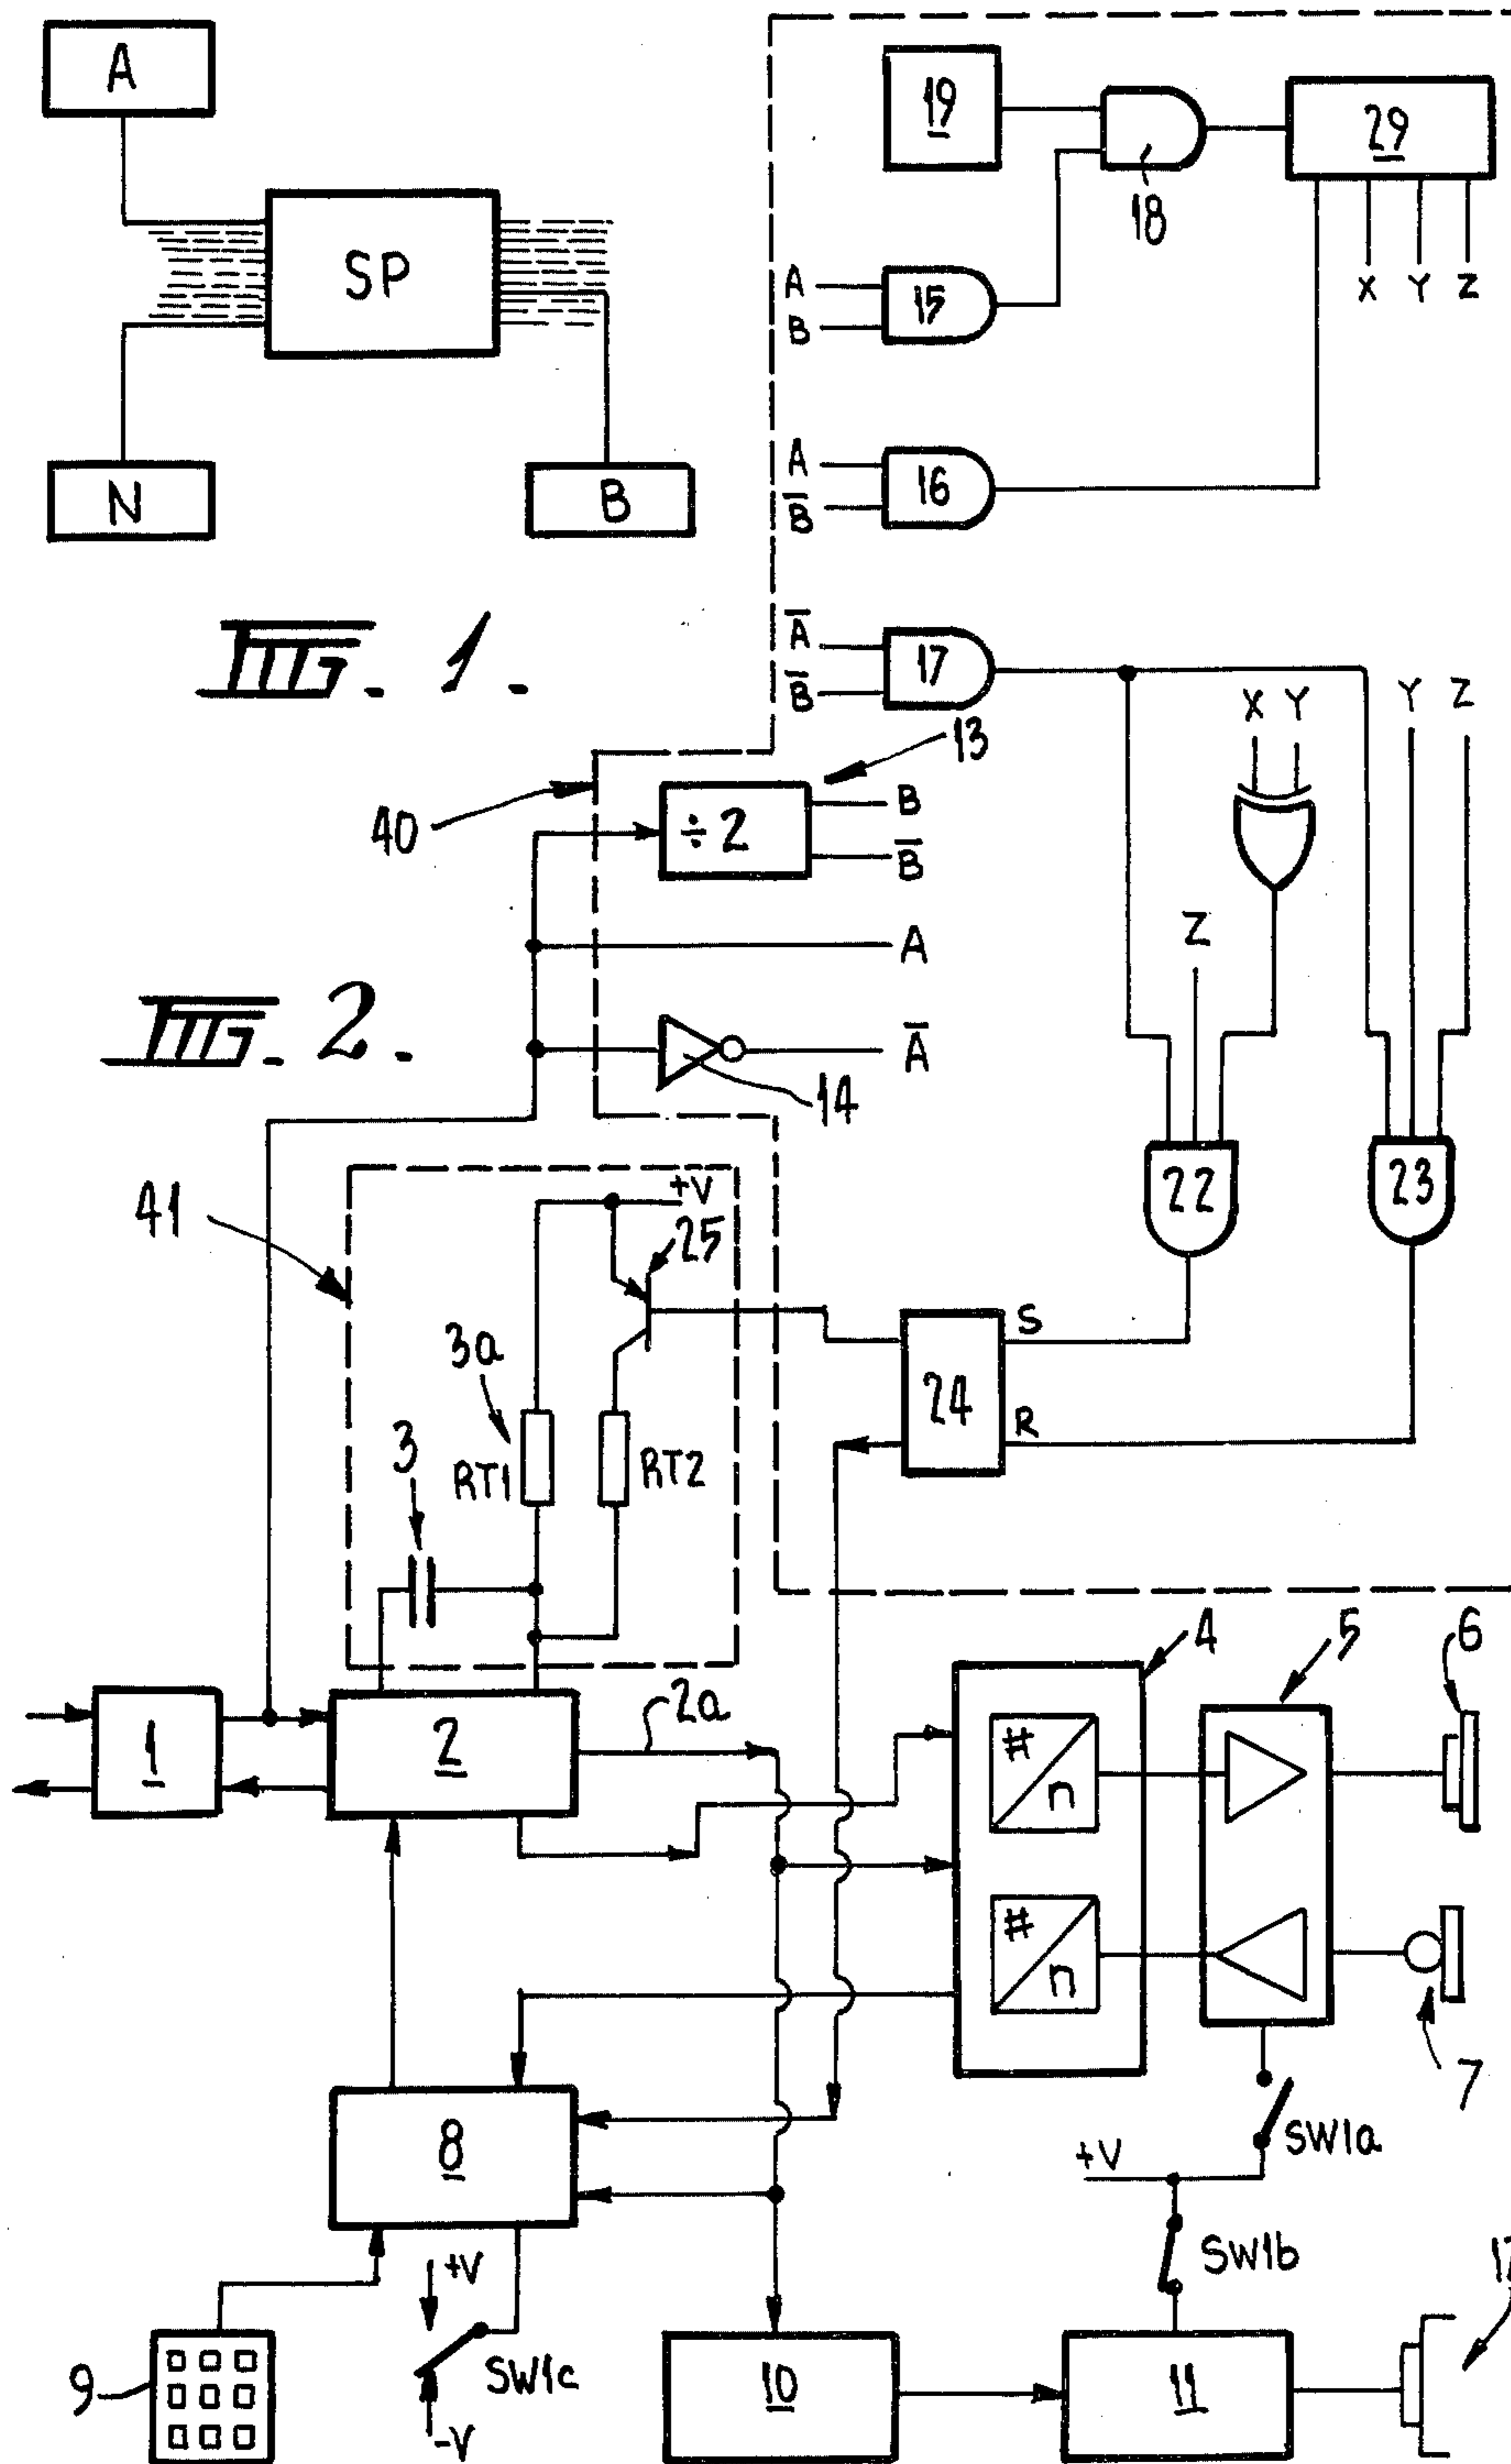 A
SP
N
B
FIG. 1.
19
18
29
X Y Z
A
B
15
A
B̅
16
A̅
B̅
17
13
40
÷2
B
B̅
A
A̅
14
X Y
Y Z
Z
22
23
FIG. 2.
41
+V
25
3a
3
RT1
RT2
24
S
R
1
2
2a
4
5
6
#
n
#
n
7
8
SW1a
+V
SW1b
9
+V
SW1c
-V
10
11